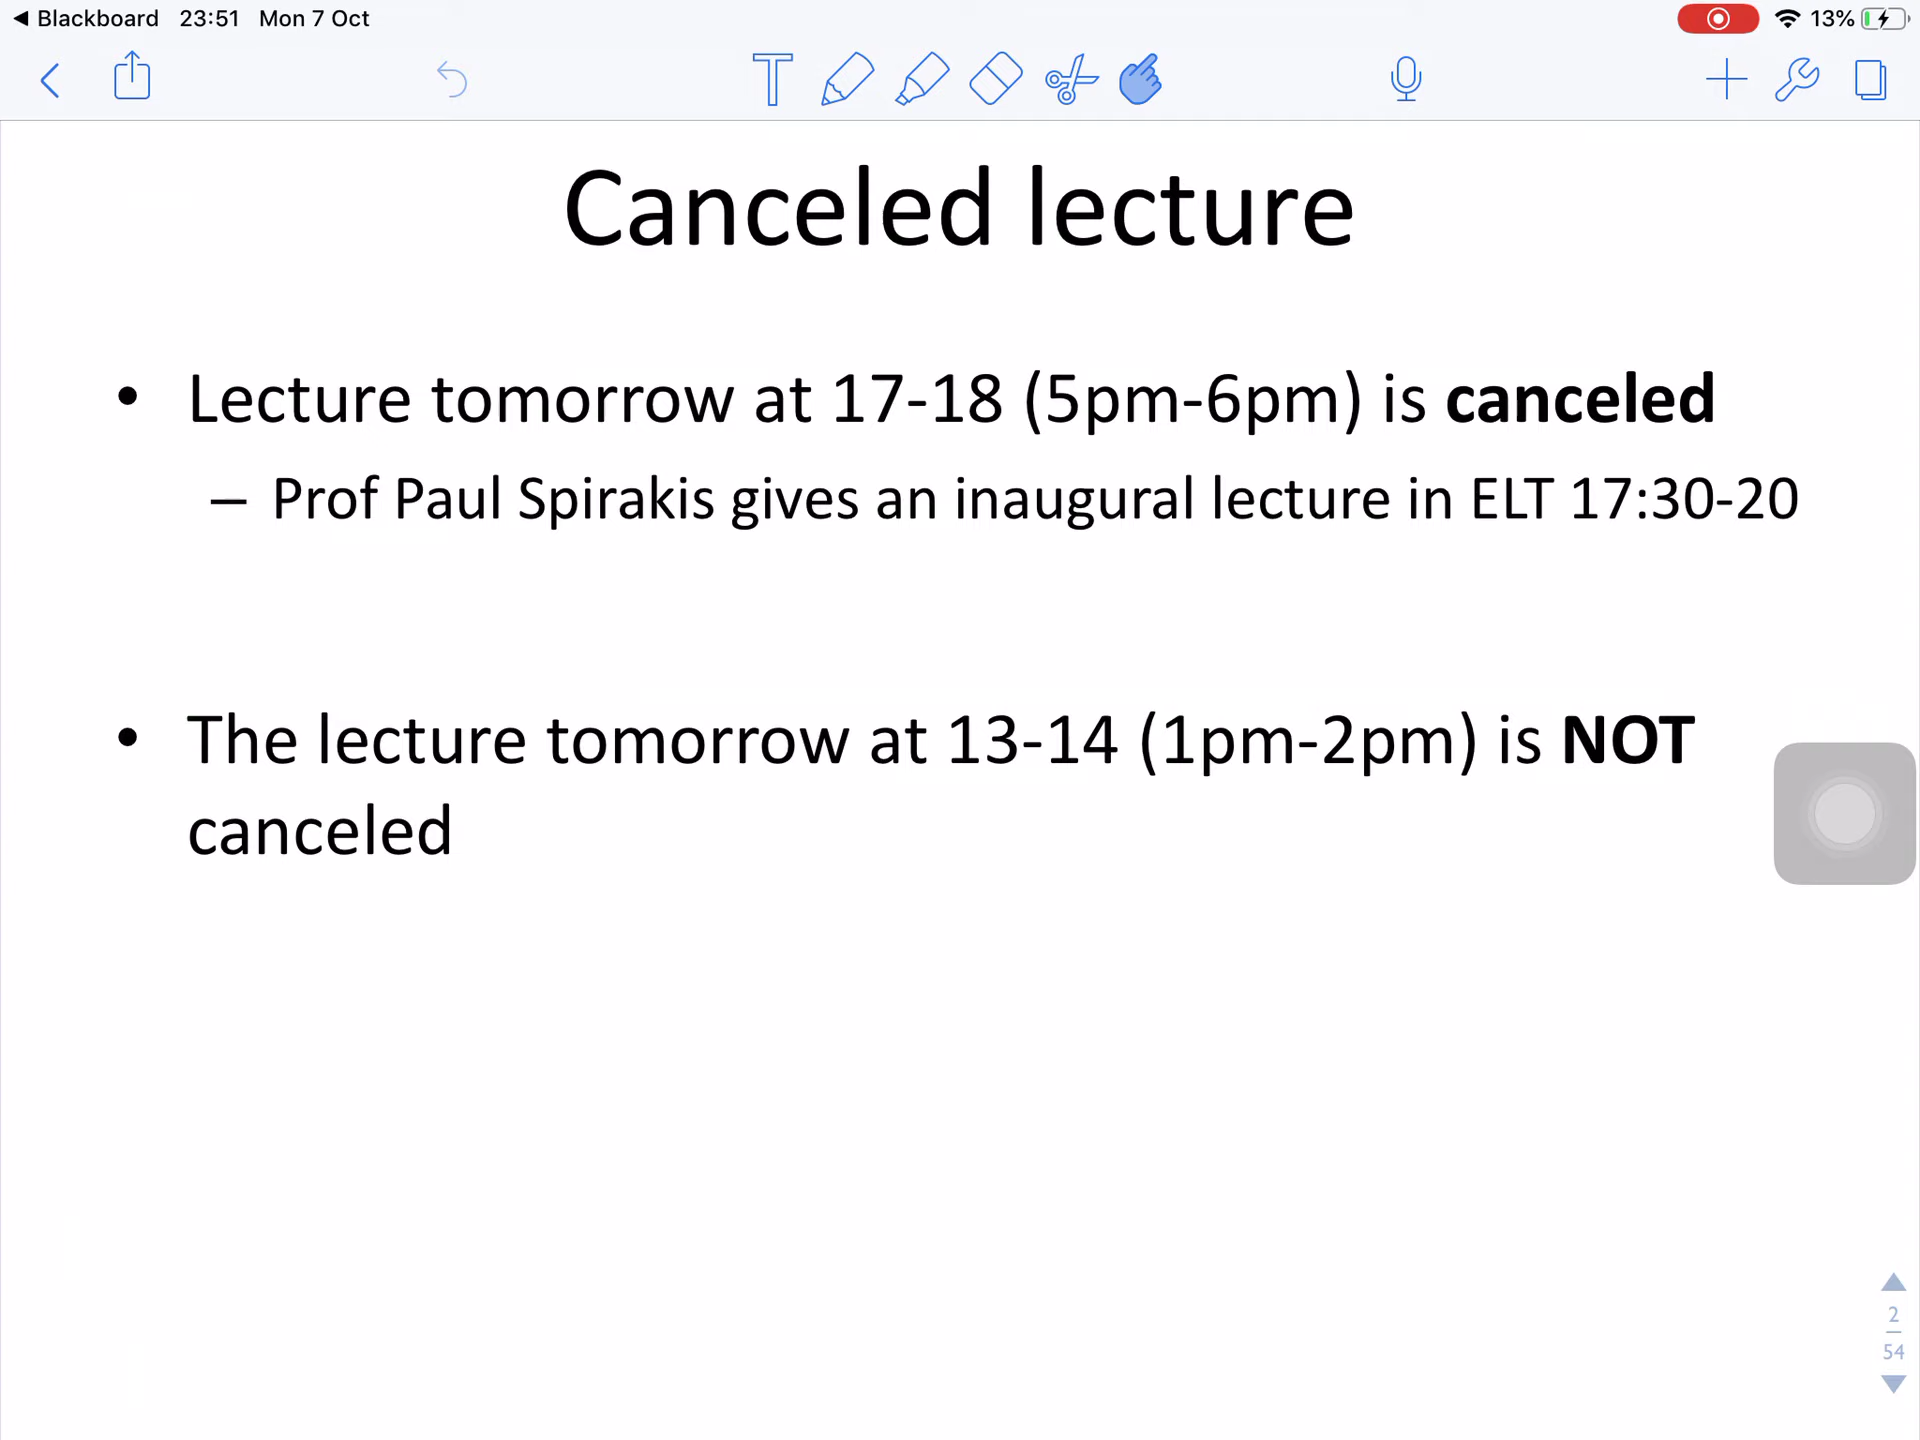 ◀ Blackboard 23:51 Mon 7 Oct 13%
T
Canceled lecture
• Lecture tomorrow at 17-18 (5pm-6pm) is canceled
– Prof Paul Spirakis gives an inaugural lecture in ELT 17:30-20
• The lecture tomorrow at 13-14 (1pm-2pm) is NOT
canceled
2
54